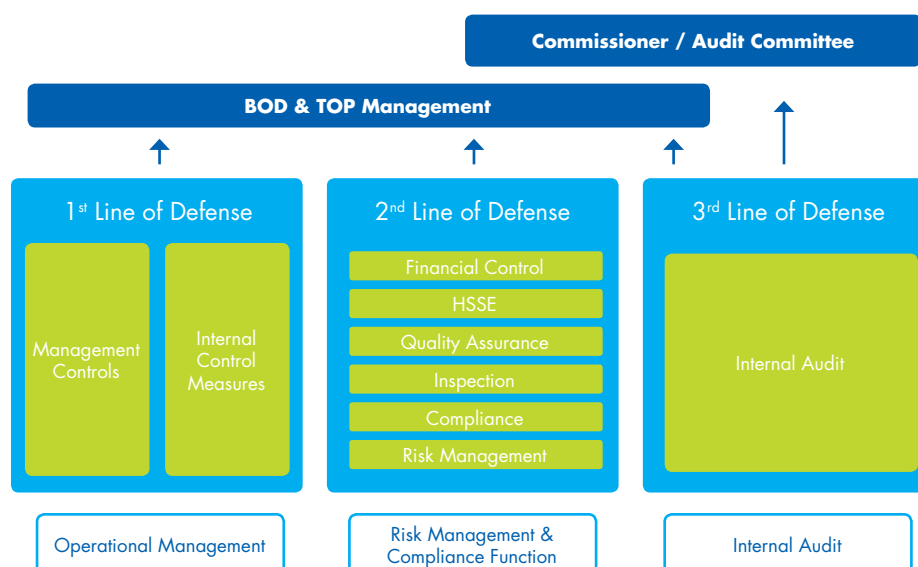 Commissioner / Audit Committee
BOD & TOP Management
1st Line of Defense
Management
Controls
Internal
Control
Measures
2nd Line of Defense
Financial Control
HSSE
Quality Assurance
Inspection
Compliance
Risk Management
3rd Line of Defense
Internal Audit
Operational Management
Risk Management &
Compliance Function
Internal Audit